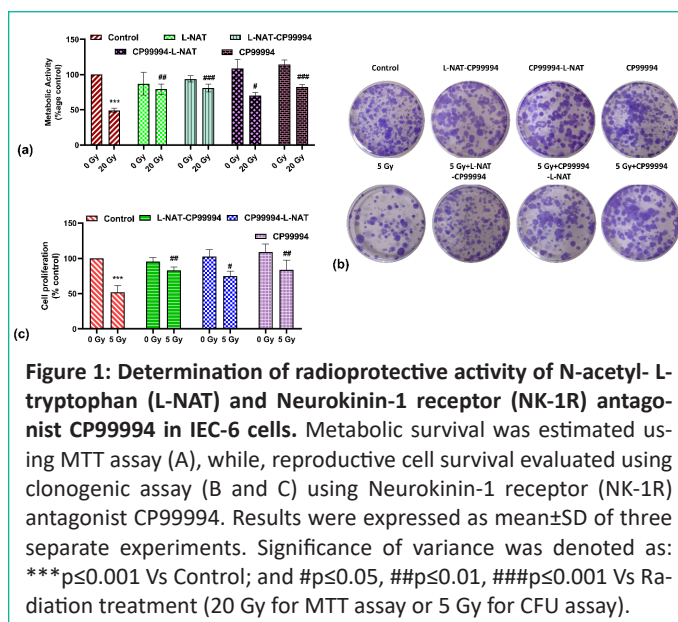 Control
L-NAT
L-NAT-CP99994
CP99994-L-NAT
CP99994
Metabolic Activity
(%age control)
150
100
50
0
***
##
###
#
###
0 Gy
20 Gy
0 Gy
20 Gy
0 Gy
20 Gy
0 Gy
20 Gy
0 Gy
20 Gy
(a)
Control
L-NAT-CP99994
CP99994-L-NAT
CP99994
5 Gy
5 Gy+L-NAT
-CP99994
5 Gy+CP99994
-L-NAT
5 Gy+CP99994
(b)
Control
L-NAT-CP99994
CP99994-L-NAT
CP99994
Cell proliferation
(% control)
150
100
50
0
***
##
#
##
0 Gy 5 Gy
0 Gy 5 Gy
0 Gy 5 Gy
0 Gy 5 Gy
(c)
Figure 1: Determination of radioprotective activity of N-acetyl- L-
tryptophan (L-NAT) and Neurokinin-1 receptor (NK-1R) antago-
nist CP99994 in IEC-6 cells. Metabolic survival was estimated us-
ing MTT assay (A), while, reproductive cell survival evaluated using
clonogenic assay (B and C) using Neurokinin-1 receptor (NK-1R)
antagonist CP99994. Results were expressed as mean±SD of three
separate experiments. Significance of variance was denoted as:
***p≤0.001 Vs Control; and #p≤0.05, ##p≤0.01, ###p≤0.001 Vs Ra-
diation treatment (20 Gy for MTT assay or 5 Gy for CFU assay).